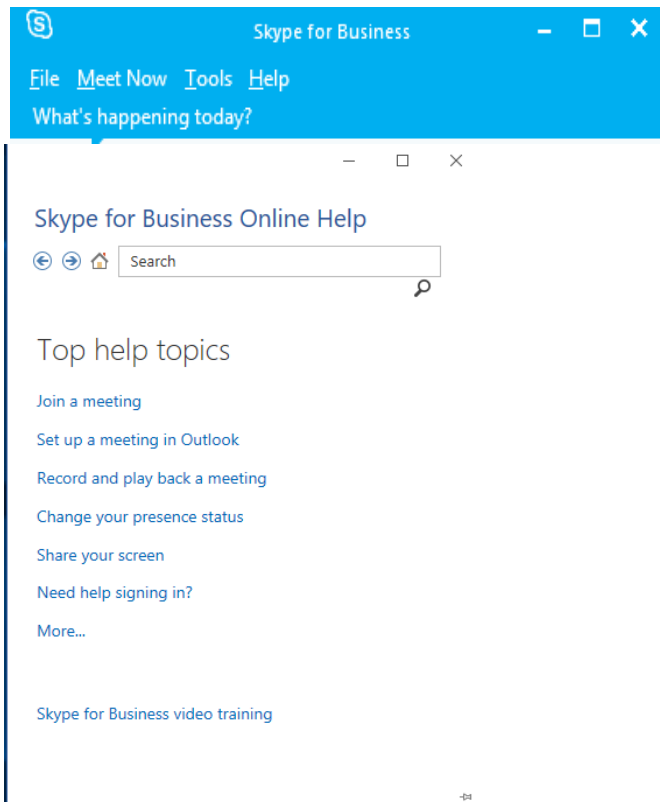 Skype for Business
File Meet Now Tools Help
What's happening today?
Skype for Business Online Help
Search
Top help topics
Join a meeting
Set up a meeting in Outlook
Record and play back a meeting
Change your presence status
Share your screen
Need help signing in?
More...
Skype for Business video training